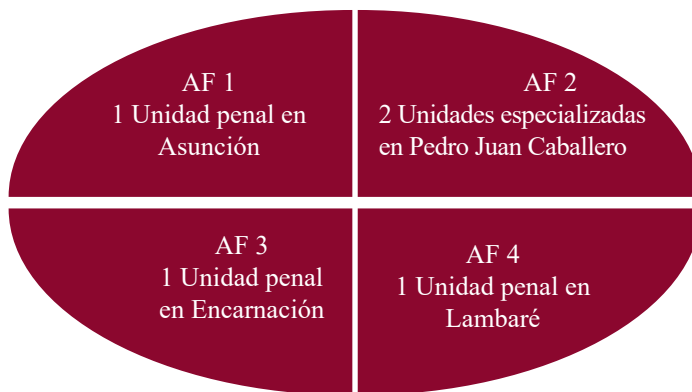 AF 1
1 Unidad penal en
Asunción
AF 2
2 Unidades especializadas
en Pedro Juan Caballero
AF 3
1 Unidad penal
en Encarnación
AF 4
1 Unidad penal en
Lambaré